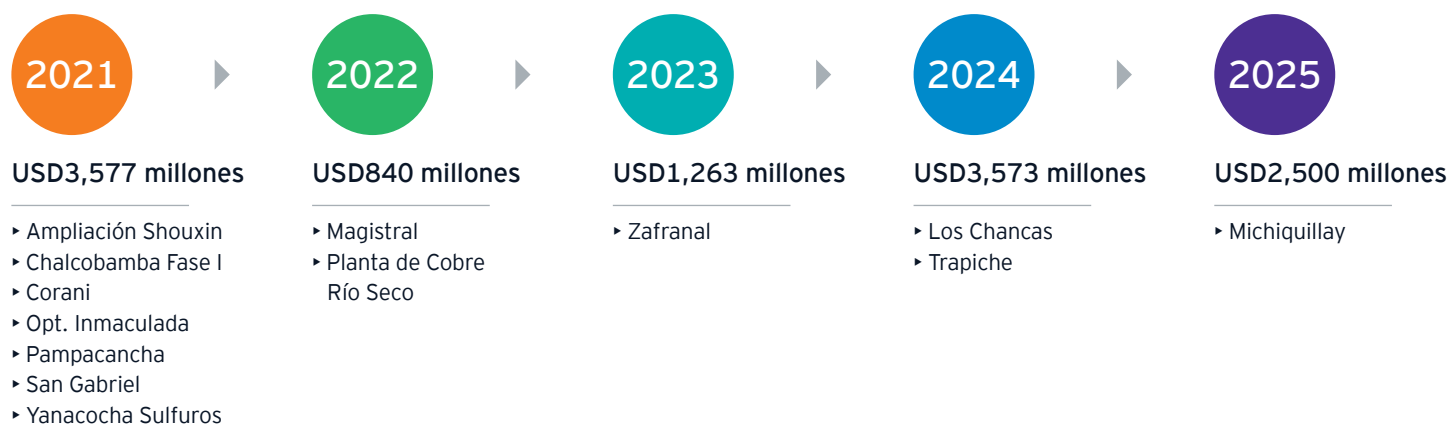 2021
USD3,577 millones
‣ Ampliación Shouxin
‣ Chalcobamba Fase I
‣ Corani
‣ Opt. Inmaculada
‣ Pampacancha
‣ San Gabriel
‣ Yanacocha Sulfuros
2022
USD840 millones
‣ Magistral
‣ Planta de Cobre
Río Seco
2023
USD1,263 millones
‣ Zafranal
2024
USD3,573 millones
‣ Los Chancas
‣ Trapiche
2025
USD2,500 millones
‣ Michiquillay